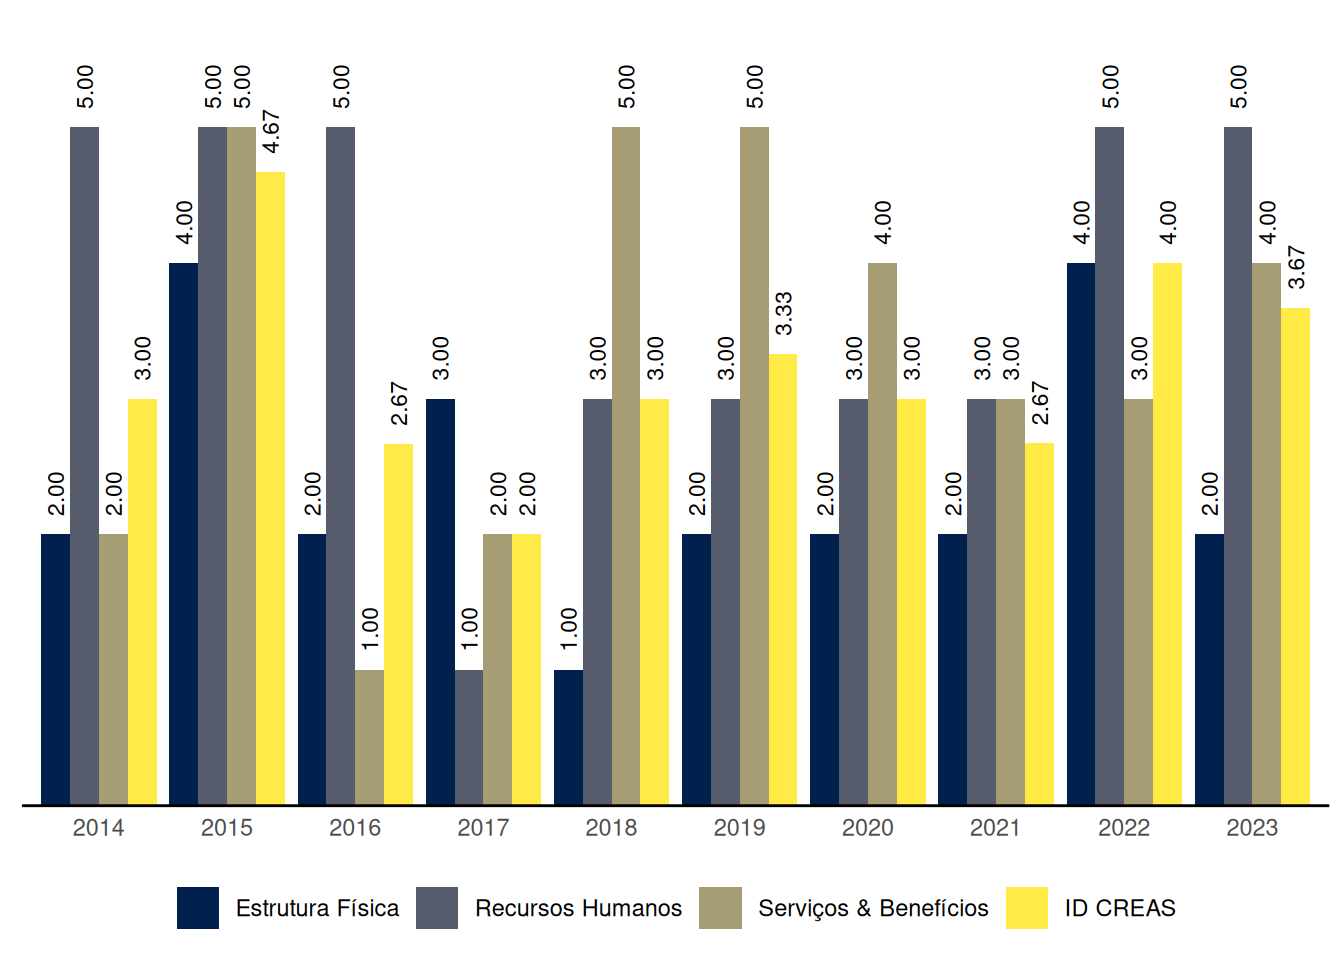 5.00 5.00 5.00 5.00 5.00 5.00 5.00 5.00
4.67
4.00 4.00 4.00 4.00 4.00
3.67
3.33
3.00 3.00 3.00 3.00 3.00 3.00 3.00 3.00 3.00 3.00
2.67 2.67
2.00 2.00 2.00 2.00 2.00 2.00 2.00 2.00 2.00
1.00 1.00 1.00
2014 2015 2016 2017 2018 2019 2020 2021 2022 2023
Estrutura Física Recursos Humanos Serviços & Benefícios ID CREAS